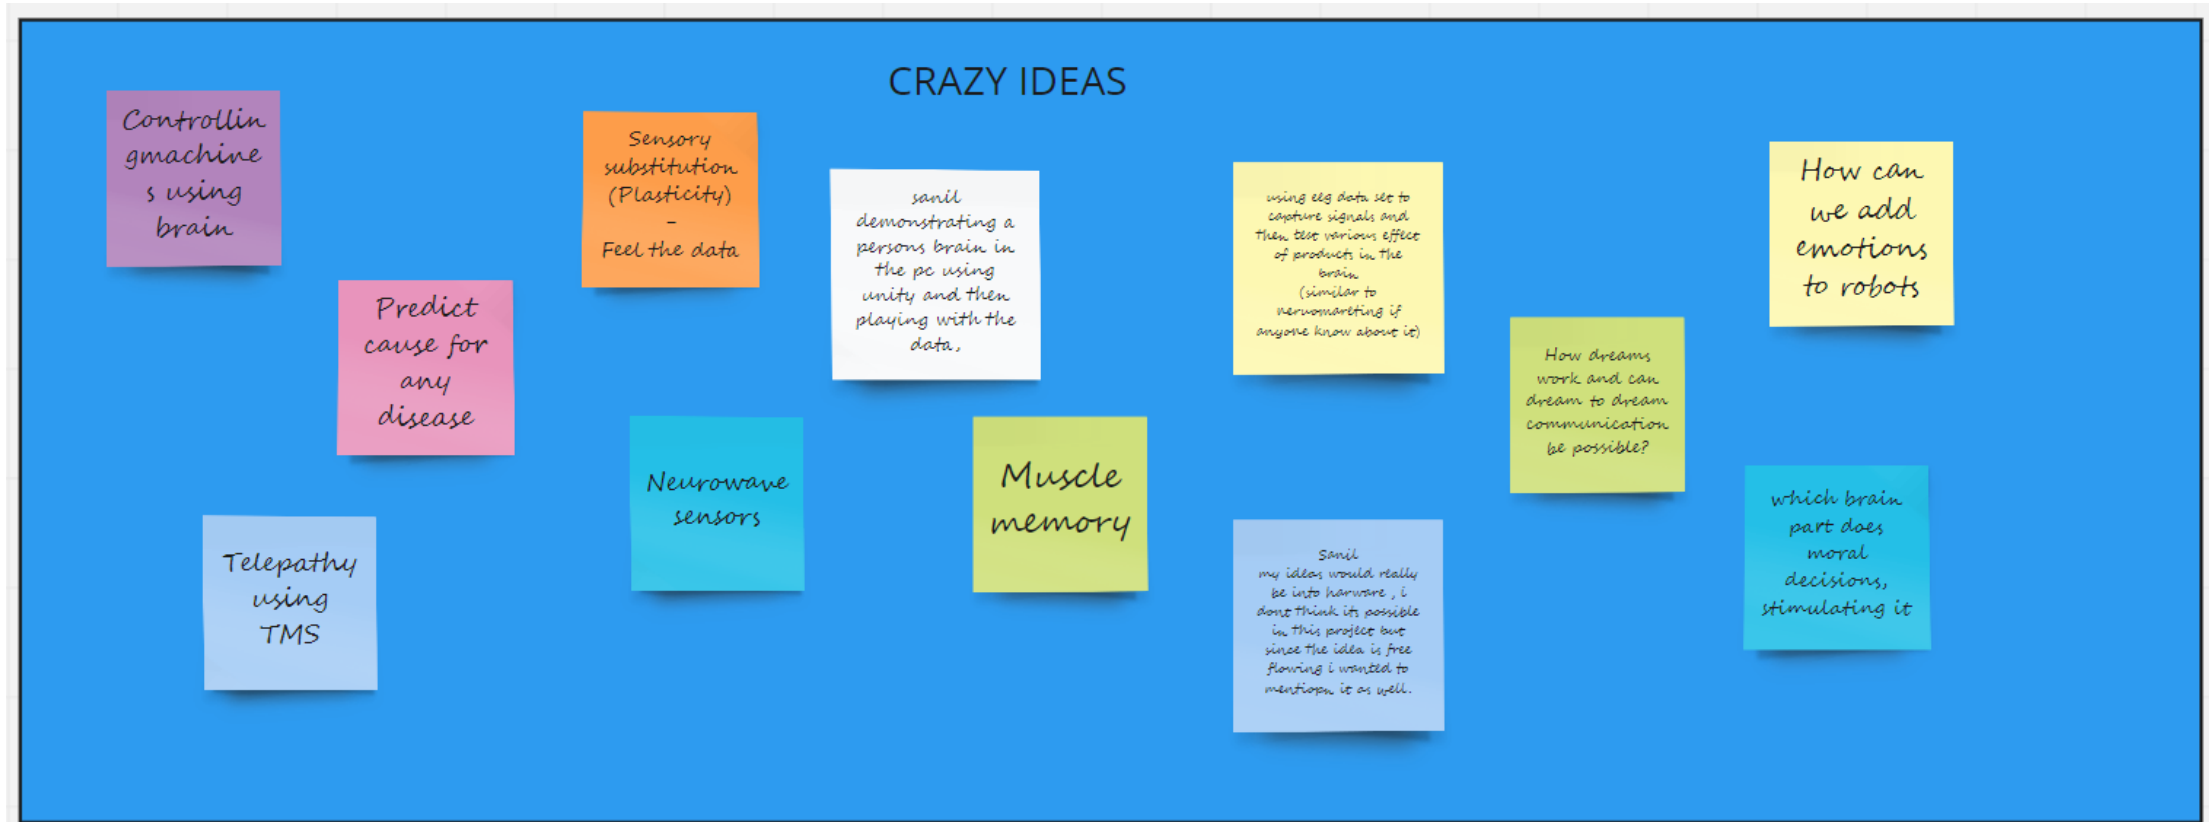 CRAZY IDEAS
Controllin
gmachine
s using
brain
Predict
cause for
any
disease
Telepathy
using
TMS
Sensory
substitution
(Plasticity)
-
Feel the data
Neurowave
sensors
sanil
demonstrating a
persons brain in
the pc using
unity and then
playing with the
data,
Muscle
memory
using eeg data set to
capture signals and
then test various effect
of products in the
brain
(similar to
nervomareting if
anyone know about it)
Sanil
my ideas would really
be into harware , i
dont think its possible
in this project but
since the idea is free
flowing i wanted to
mentiopn it as well.
How dreams
work and can
dream to dream
communication
be possible?
How can
we add
emotions
to robots
which brain
part does
moral
decisions,
stimulating it